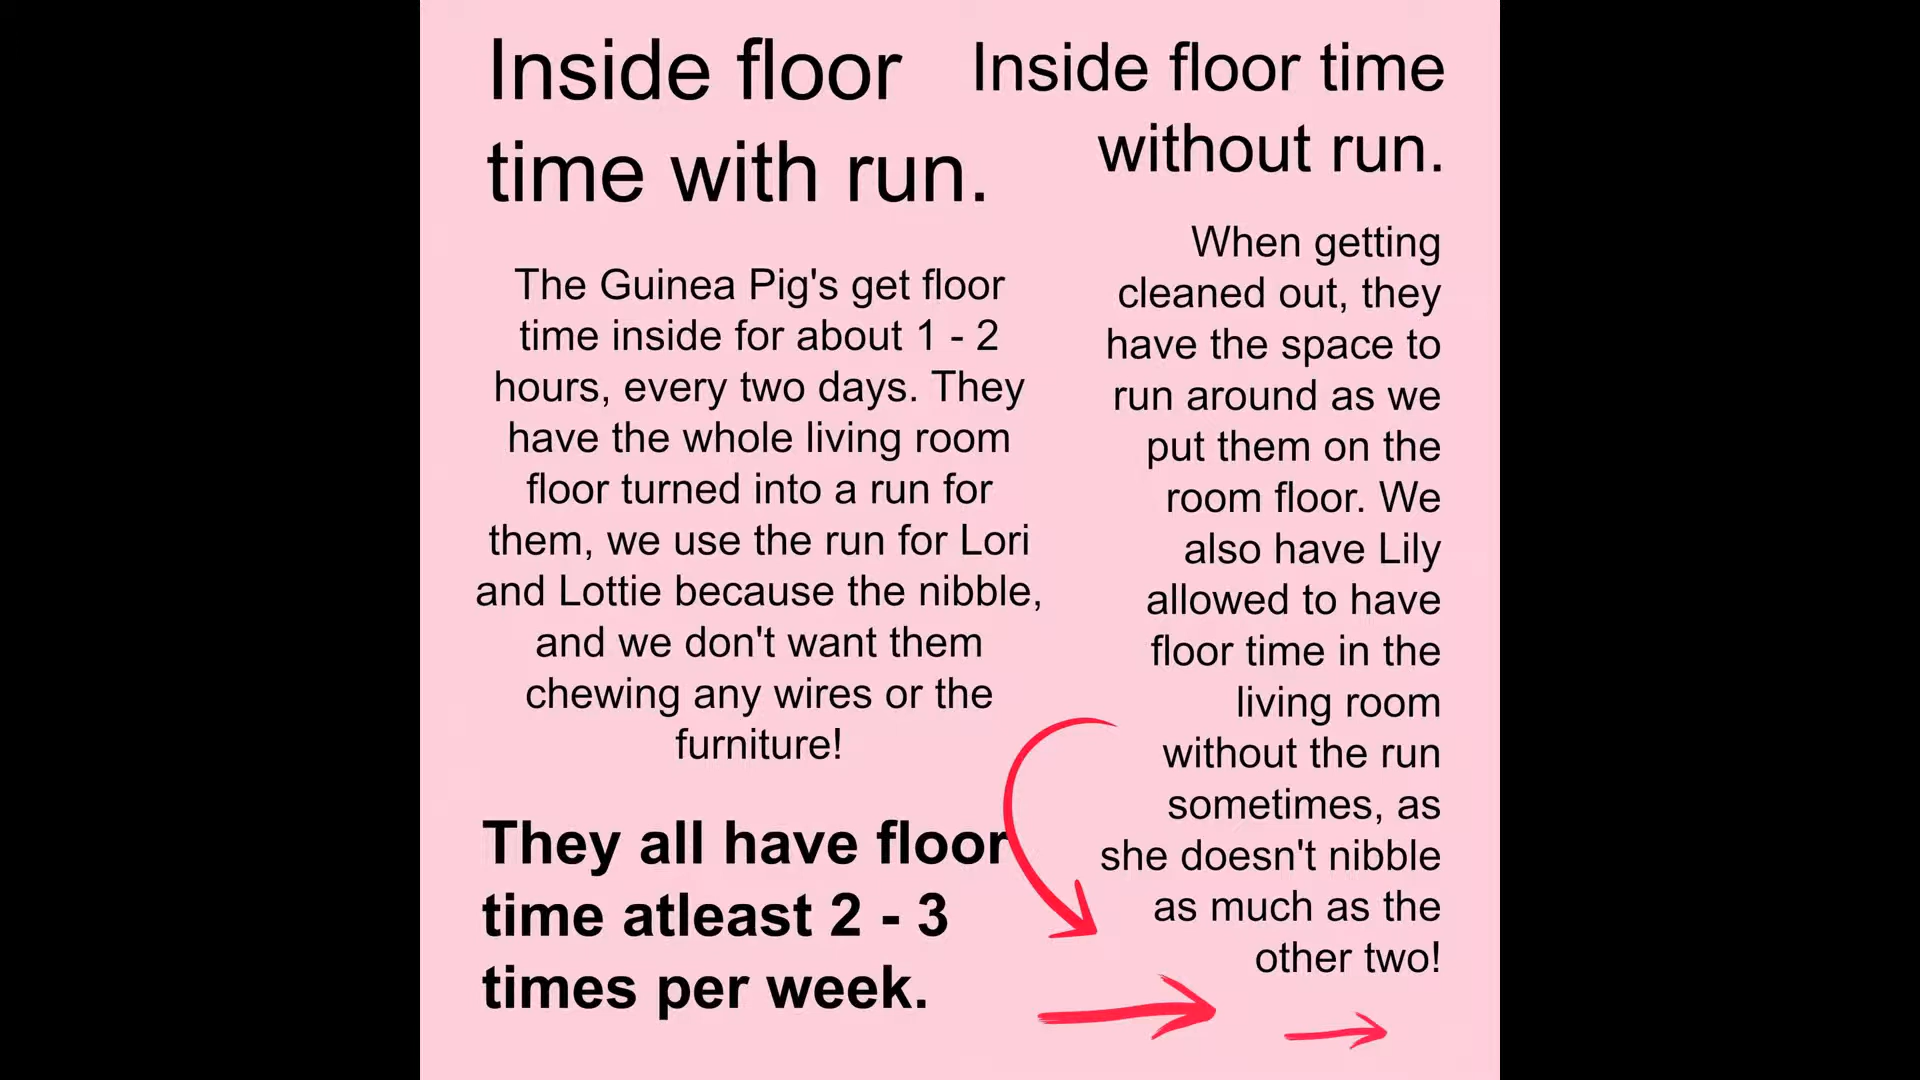 Inside floor
time with run.
The Guinea Pig's get floor
time inside for about 1 - 2
hours, every two days. They
have the whole living room
floor turned into a run for
them, we use the run for Lori
and Lottie because the nibble,
and we don't want them
chewing any wires or the
furniture!
They all have floor
time atleast 2 - 3
times per week.
Inside floor time
without run.
When getting
cleaned out, they
have the space to
run around as we
put them on the
room floor. We
also have Lily
allowed to have
floor time in the
living room
without the run
sometimes, as
she doesn't nibble
as much as the
other two!